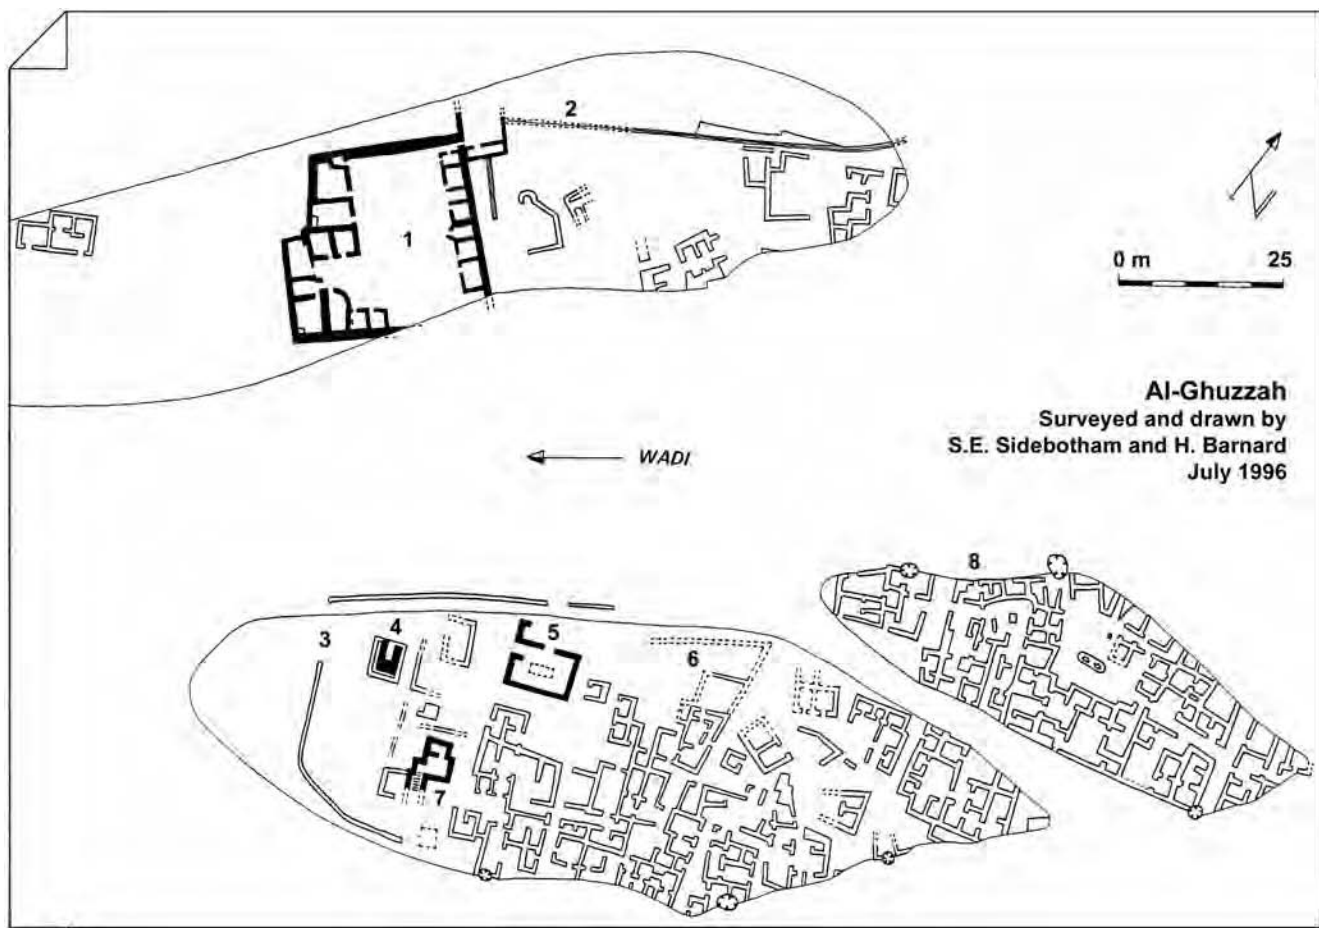 2
1
0 m 25
Al-Ghuzzah
Surveyed and drawn by
S.E. Sidebotham and H. Barnard
July 1996
WADI
8
3
4
5
6
7